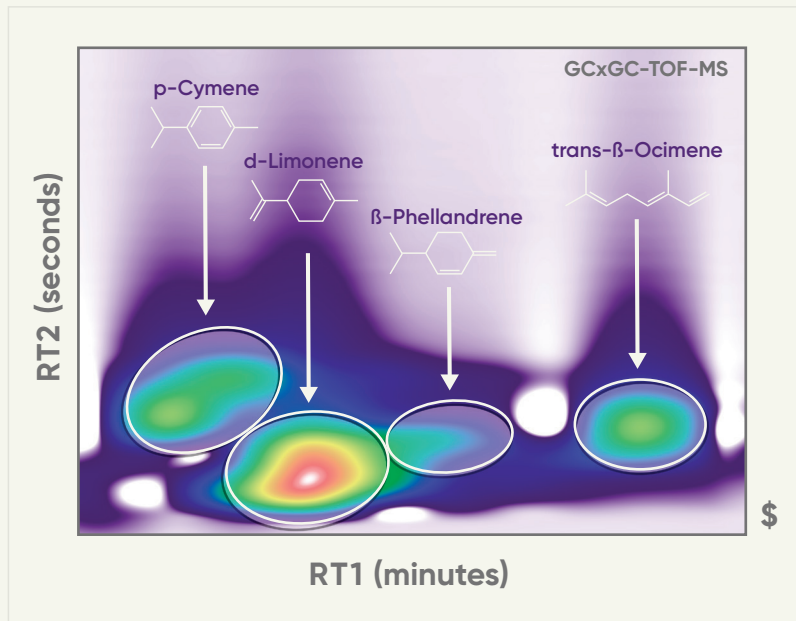 GCxGC-TOF-MS
p-Cymene
d-Limonene
trans-ß-Ocimene
ß-Phellandrene
RT2 (seconds)
$
RT1 (minutes)